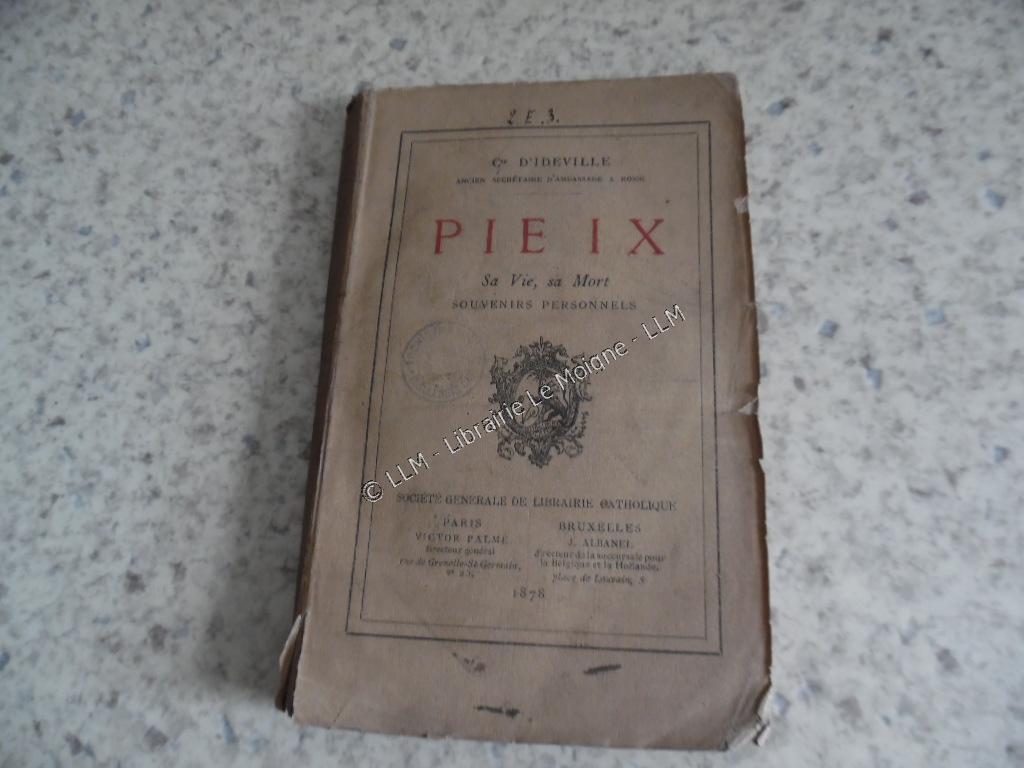 2 E .3.
Cte D'IDEVILLE
ANCIEN SECRÉTAIRE D'AMBASSADE A ROME
PIE IX
Sa Vie, sa Mort
SOUVENIRS PERSONNELS
© LLM - Librairie Le Moigne - LLM
SOCIÉTÉ GÉNÉRALE DE LIBRAIRIE CATHOLIQUE
PARIS
VICTOR PALMÉ
directeur général
rue de Grenelle-St-Germain,
BRUXELLES
J. ALBANEL
directeur de la succursale pour
la Belgique et la Hollande,
place de Louvain, 5
1878